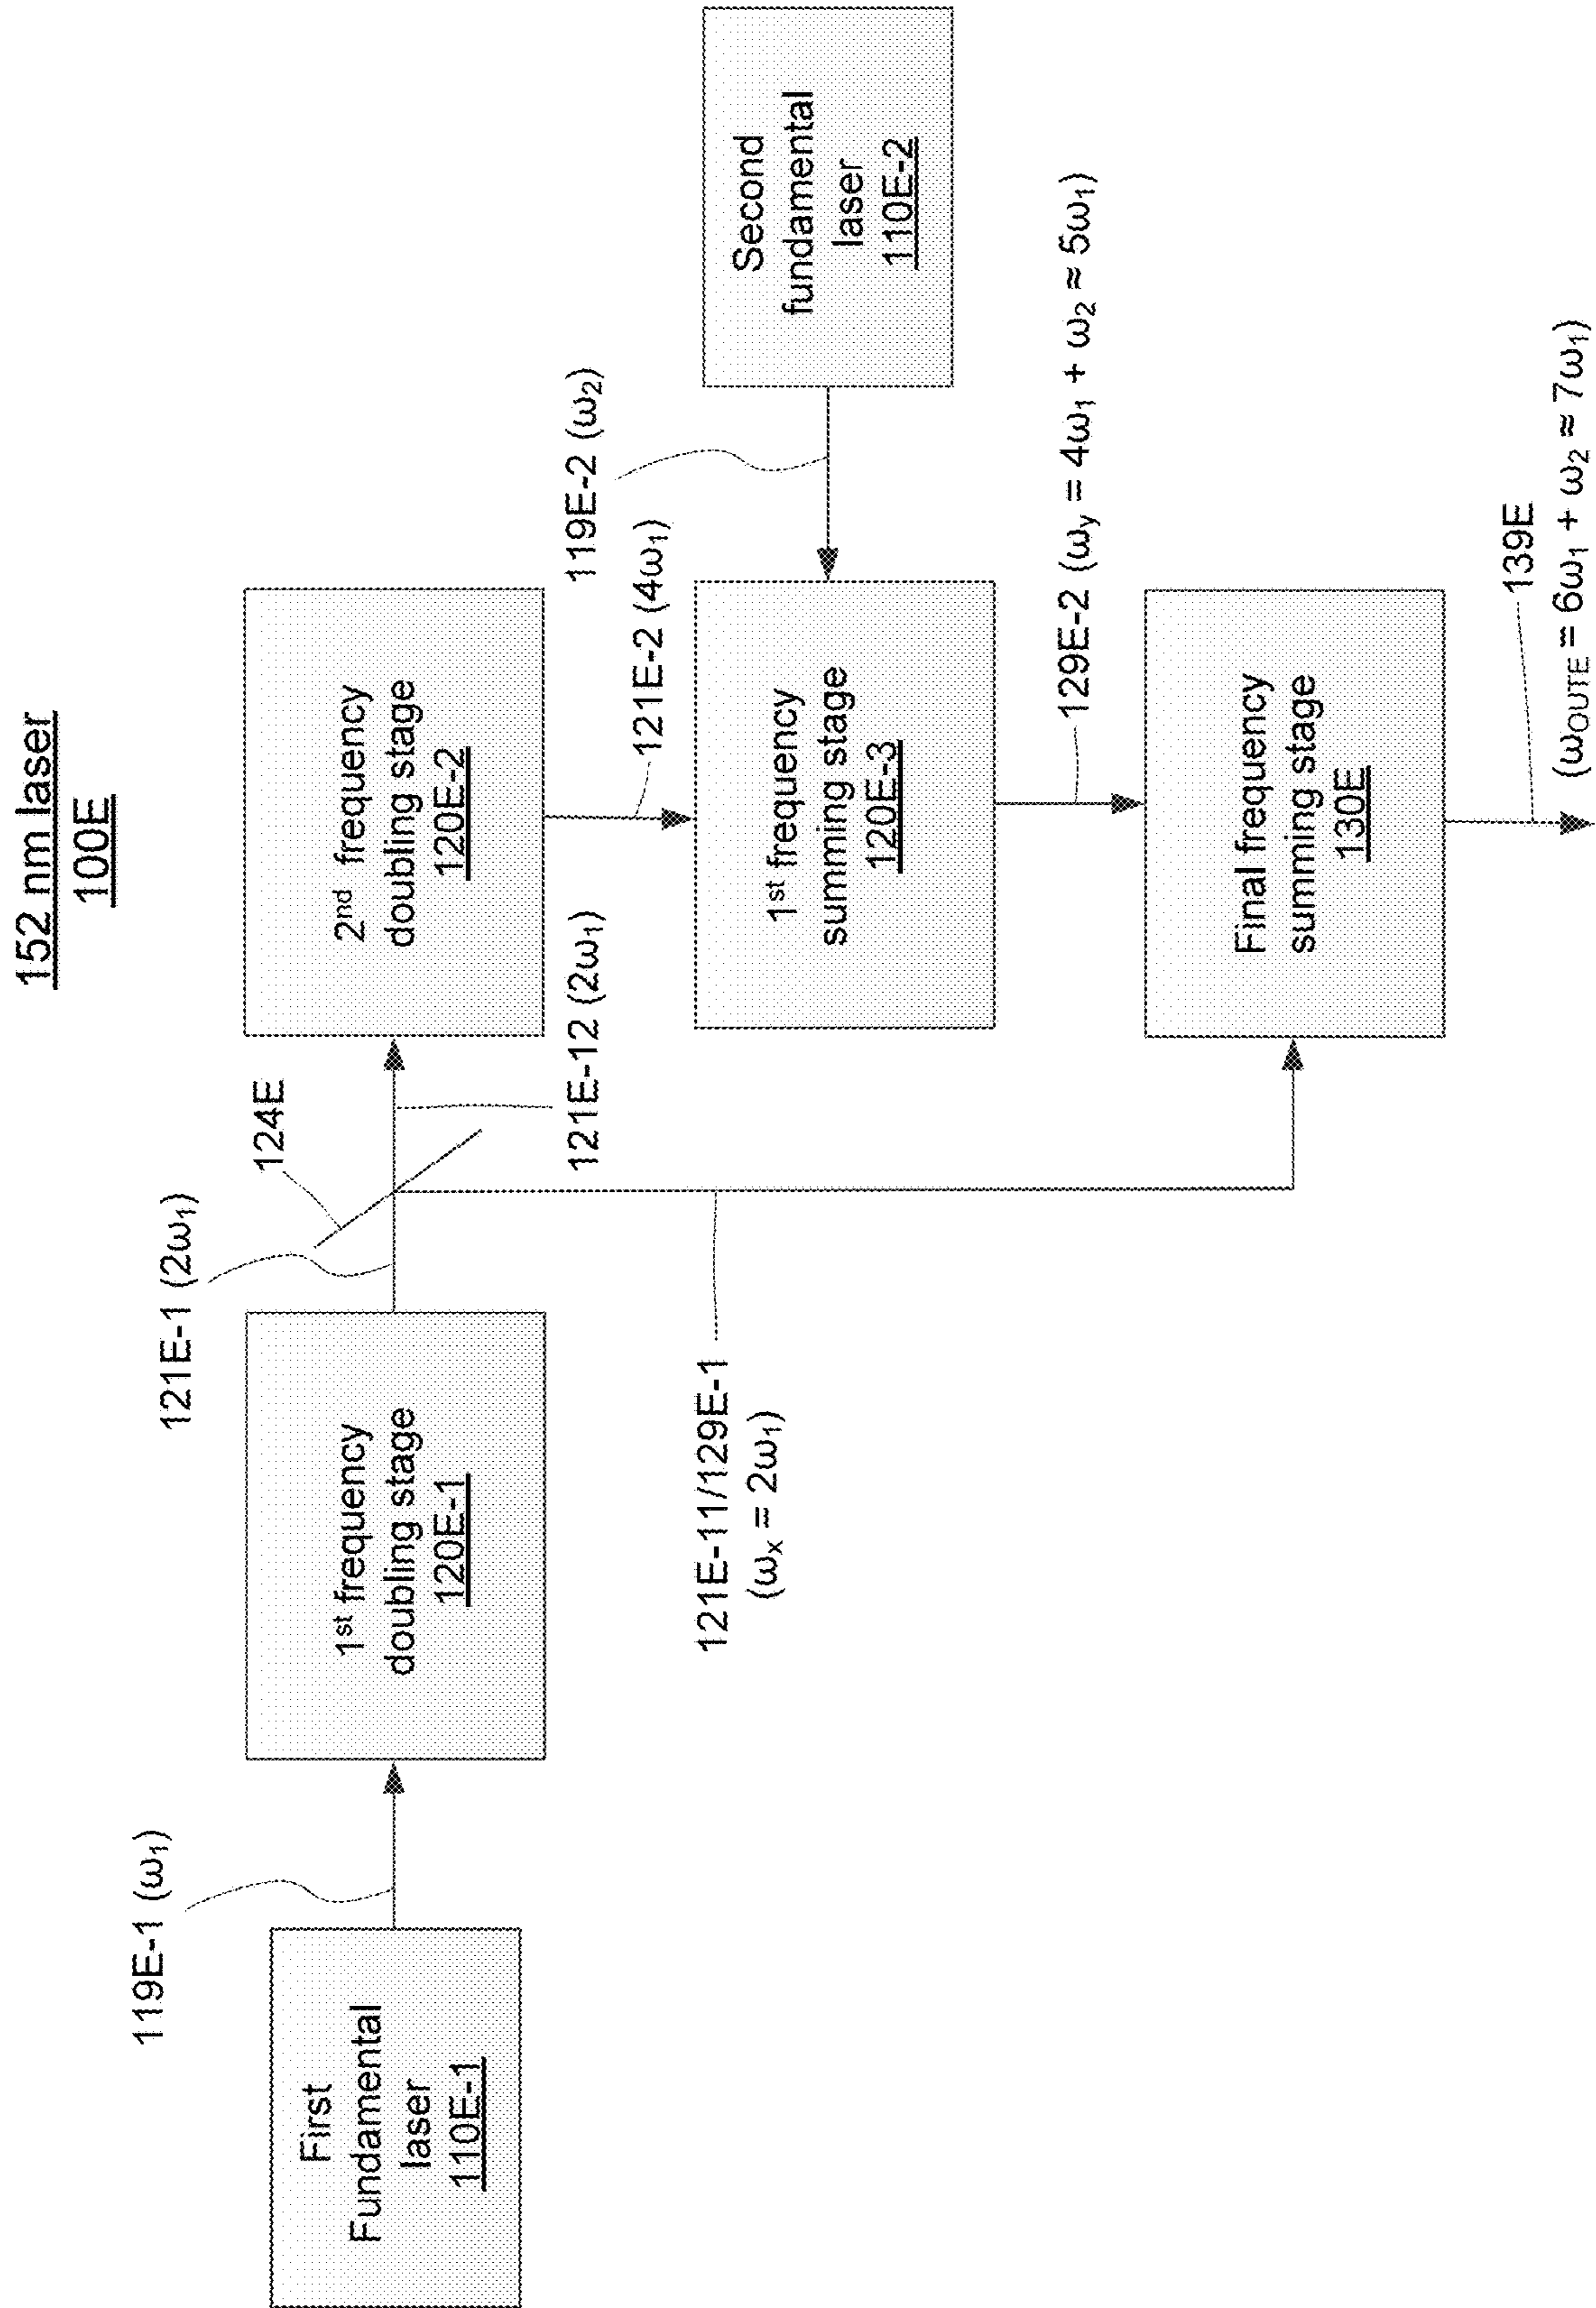 152 nm laser
100E
First
Fundamental
laser
110E-1
119E-1 (ω₁)
1ˢᵗ frequency
doubling stage
120E-1
121E-1 (2ω₁)
124E
121E-12 (2ω₁)
121E-11/129E-1
(ωₓ = 2ω₁)
2ⁿᵈ frequency
doubling stage
120E-2
121E-2 (4ω₁)
119E-2 (ω₂)
Second
fundamental
laser
110E-2
1ˢᵗ frequency
summing stage
120E-3
129E-2 (ωy = 4ω₁ + ω₂ ≈ 5ω₁)
Final frequency
summing stage
130E
139E
(ωOUTE = 6ω₁ + ω₂ ≈ 7ω₁)